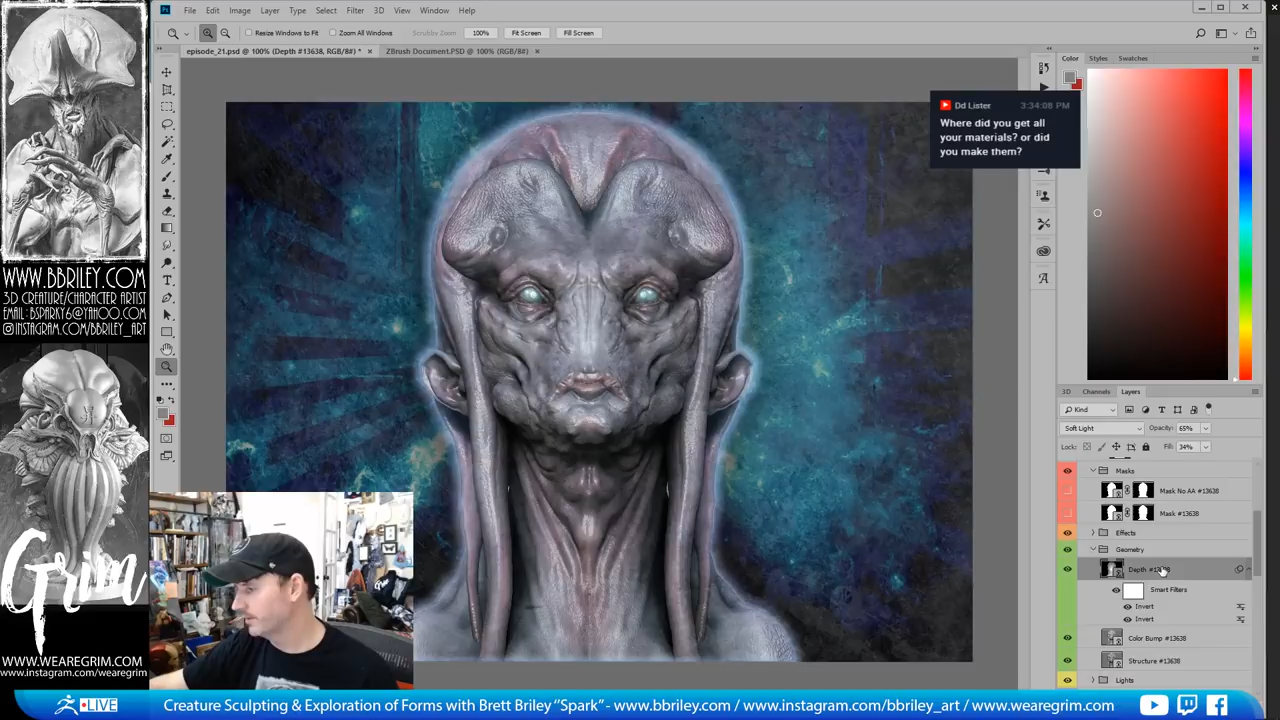 Ps File Edit Image Layer Type Select Filter 3D View Window Help
Resize Windows to Fit Zoom All Windows Scrubby Zoom 100% Fit Screen Fill Screen
episode_21.psd @ 100% (Depth #13638, RGB/8#) * × ZBrush Document.PSD @ 100% (RGB/8#) ×
Color Styles Swatches
Dd Lister 3:34:08 PM
Where did you get all
your materials? or did
you make them?
3D Channels Layers
Kind
Soft Light Opacity: 65%
Lock: Fill: 34%
Masks
Mask No AA #13638
Mask #13638
Effects
Geometry
Depth #13638
Smart Filters
Invert
Invert
Color Bump #13638
Structure #13638
Lights
WWW.BBRILEY.COM
3D CREATURE/CHARACTER ARTIST
EMAIL: BSPARKY6@YAHOO.COM
INSTAGRAM.COM/BBRILEY_ART
Grim
WWW.WEAREGRIM.COM
www.instagram.com/wearegrim
LIVE Creature Sculpting & Exploration of Forms with Brett Briley "Spark" - www.bbriley.com / www.instagram.com/bbriley_art / www.wearegrim.com